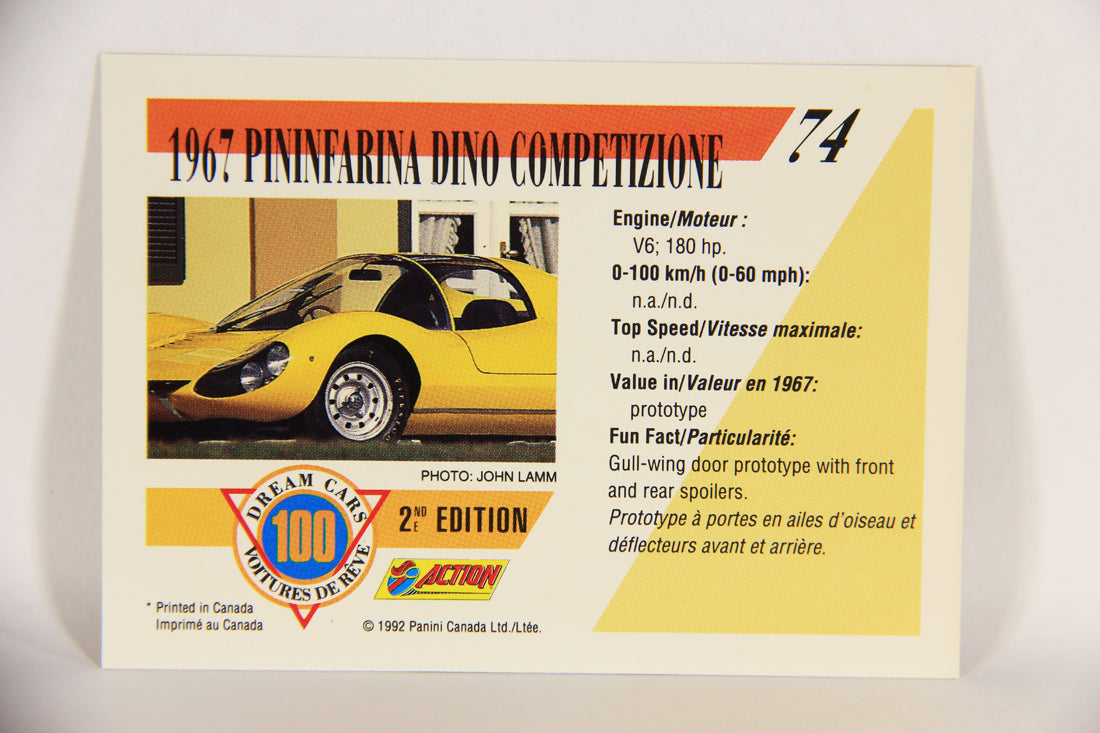 1967 PININFARINA DINO COMPETIZIONE
74
Engine/Moteur :
V6; 180 hp.
0-100 km/h (0-60 mph):
n.a./n.d.
Top Speed/Vitesse maximale:
n.a./n.d.
Value in/Valeur en 1967:
prototype
Fun Fact/Particularité:
Gull-wing door prototype with front
and rear spoilers.
Prototype à portes en ailes d'oiseau et
déflecteurs avant et arrière.
PHOTO: JOHN LAMM
DREAM CARS
100
VOITURES DE RÊVE
2 ND E EDITION
ACTION
* Printed in Canada
Imprimé au Canada
© 1992 Panini Canada Ltd./Ltée.